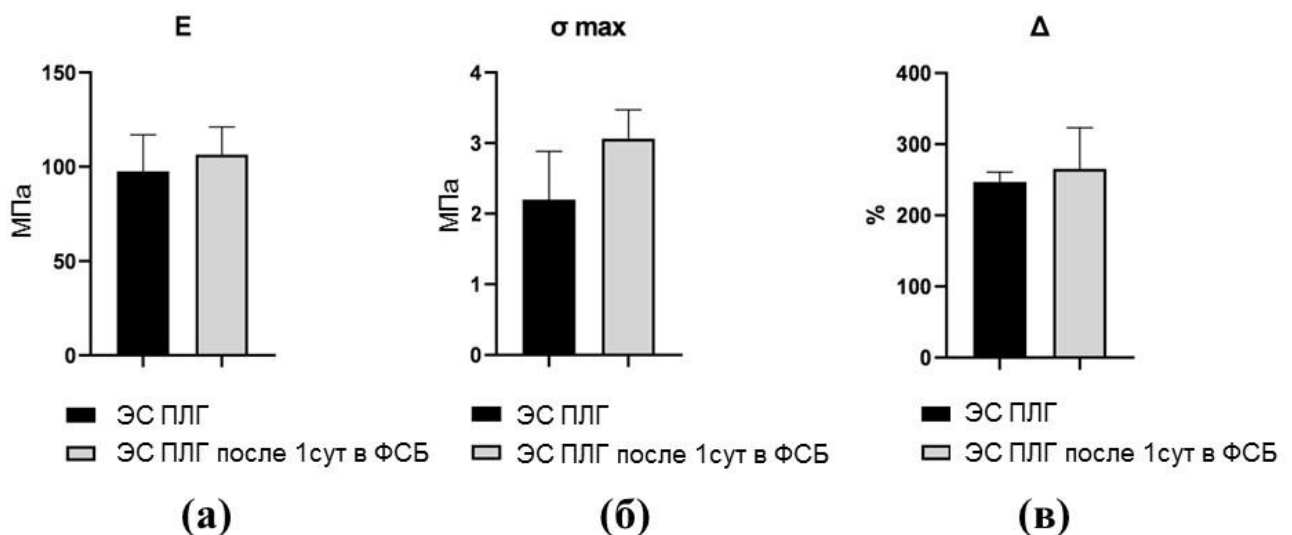 E
150
100
50
0
МПа
ЭС ПЛГ
ЭС ПЛГ после 1сут в ФСБ
(а)
σ max
4
3
2
1
0
МПа
ЭС ПЛГ
ЭС ПЛГ после 1сут в ФСБ
(б)
Δ
400
300
200
100
0
%
ЭС ПЛГ
ЭС ПЛГ после 1сут в ФСБ
(в)